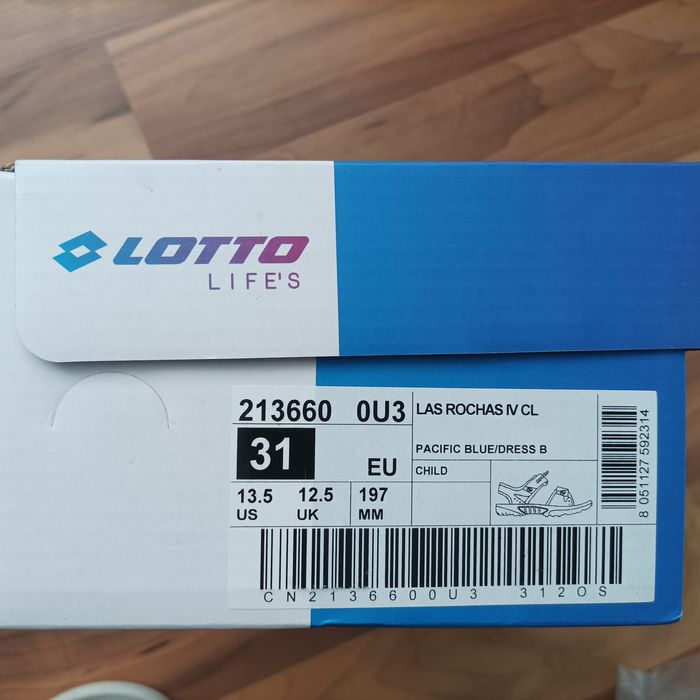 LOTTO
LIFE'S
213660 0U3
LAS ROCHAS IV CL
31
EU
PACIFIC BLUE/DRESS B
CHILD
13.5 12.5 197
US UK MM
8 051127 592314
CN2136600U3 312OS